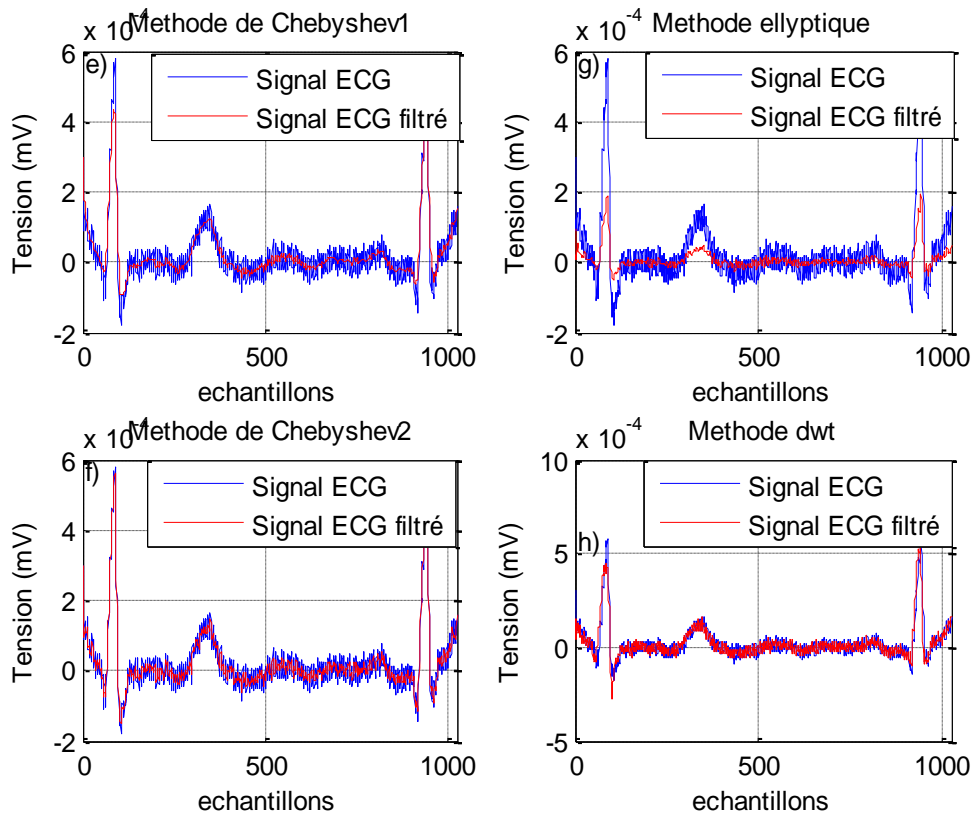 x 10-4
Methode de Chebyshev1
e)
Signal ECG
Signal ECG filtré
6
4
2
0
-2
Tension (mV)
0 500 1000
echantillons
x 10-4
Methode ellyptique
g)
Signal ECG
Signal ECG filtré
6
4
2
0
-2
Tension (mV)
0 500 1000
echantillons
x 10-4
Methode de Chebyshev2
f)
Signal ECG
Signal ECG filtré
6
4
2
0
-2
Tension (mV)
0 500 1000
echantillons
x 10-4
Methode dwt
Signal ECG
Signal ECG filtré
h)
10
5
0
-5
Tension (mV)
0 500 1000
echantillons